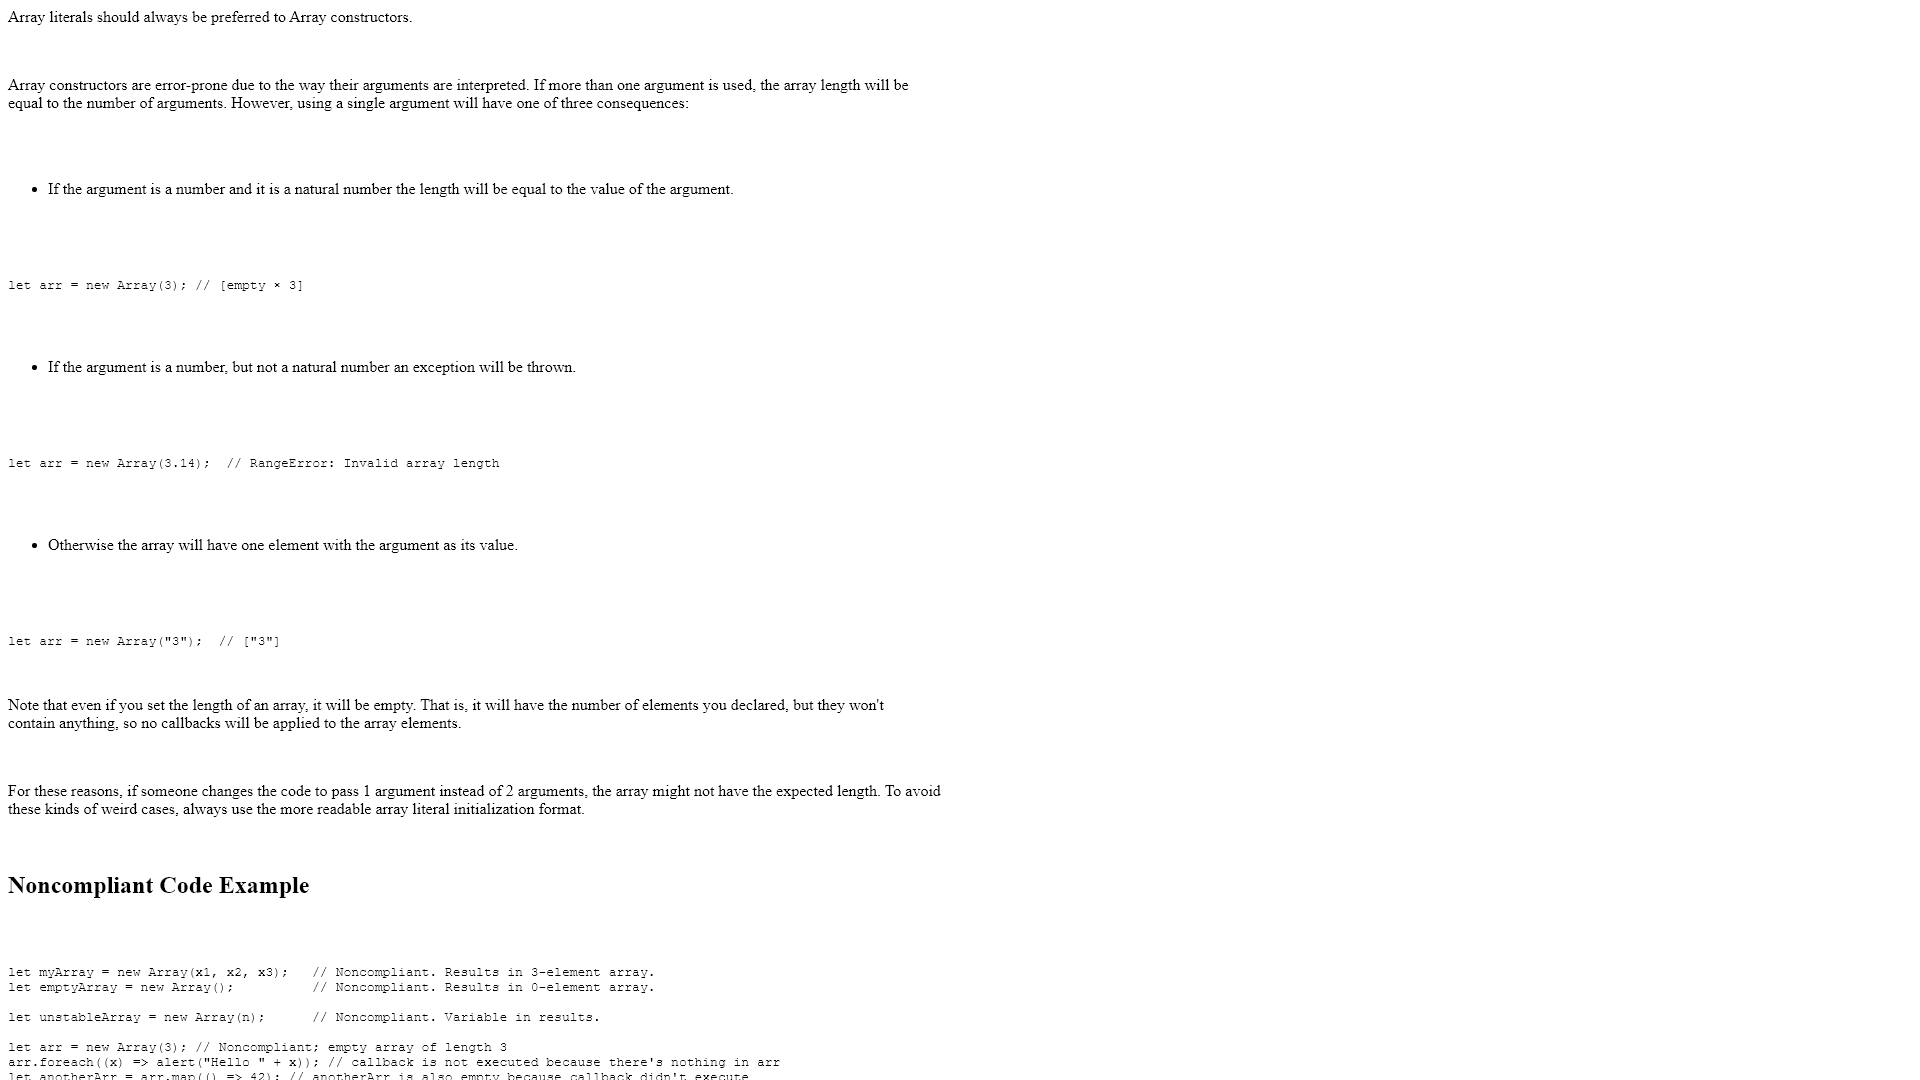 Array literals should always be preferred to Array constructors.
Array constructors are error-prone due to the way their arguments are interpreted. If more than one argument is used, the array length will be
equal to the number of arguments. However, using a single argument will have one of three consequences:
• If the argument is a number and it is a natural number the length will be equal to the value of the argument.
let arr = new Array(3); // [empty × 3]
• If the argument is a number, but not a natural number an exception will be thrown.
let arr = new Array(3.14);  // RangeError: Invalid array length
• Otherwise the array will have one element with the argument as its value.
let arr = new Array("3");  // ["3"]
Note that even if you set the length of an array, it will be empty. That is, it will have the number of elements you declared, but they won't
contain anything, so no callbacks will be applied to the array elements.
For these reasons, if someone changes the code to pass 1 argument instead of 2 arguments, the array might not have the expected length. To avoid
these kinds of weird cases, always use the more readable array literal initialization format.
Noncompliant Code Example
let myArray = new Array(x1, x2, x3);   // Noncompliant. Results in 3-element array.
let emptyArray = new Array();          // Noncompliant. Results in 0-element array.
let unstableArray = new Array(n);      // Noncompliant. Variable in results.
let arr = new Array(3); // Noncompliant; empty array of length 3
arr.foreach((x) => alert("Hello " + x)); // callback is not executed because there's nothing in arr
let anotherArr = arr.map(() => 42); // anotherArr is also empty because callback didn't execute